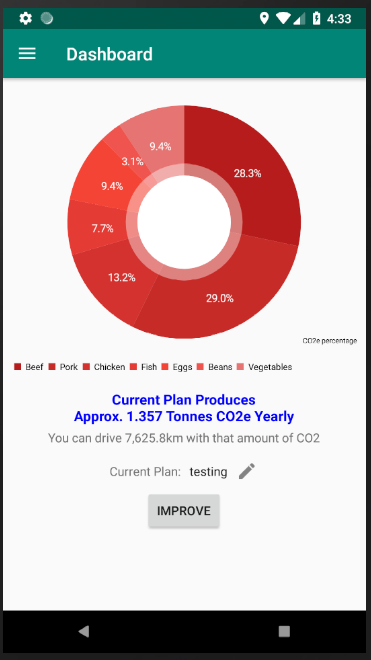 4:33
Dashboard
9.4%
28.3%
3.1%
9.4%
7.7%
13.2%
29.0%
CO2e percentage
Beef Pork Chicken Fish Eggs Beans Vegetables
Current Plan Produces
Approx. 1.357 Tonnes CO2e Yearly
You can drive 7,625.8km with that amount of CO2
Current Plan: testing
IMPROVE